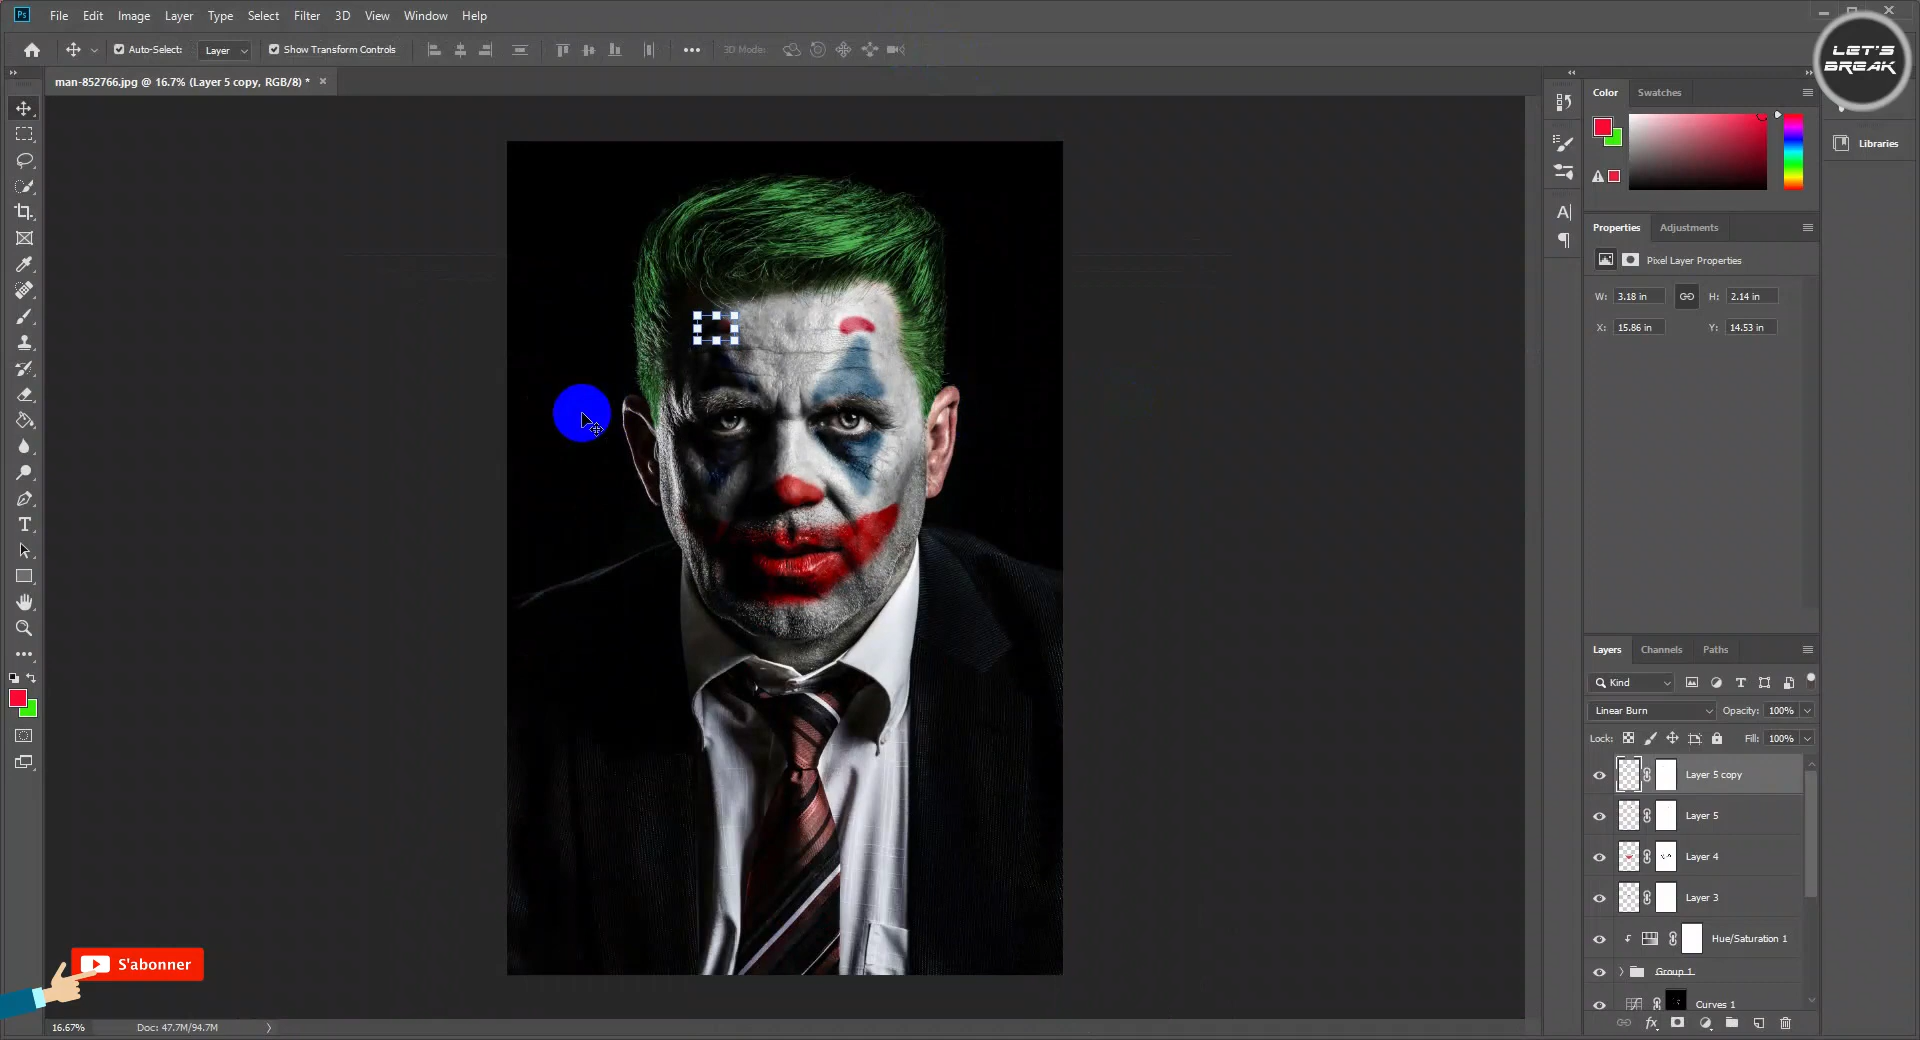 Ps File Edit Image Layer Type Select Filter 3D View Window Help
Auto-Select: Layer Show Transform Controls 3D Mode:
LET'S
BREAK
man-852766.jpg @ 16.7% (Layer 5 copy, RGB/8) *
Color Swatches
Libraries
Properties Adjustments
Pixel Layer Properties
W: 3.18 in H: 2.14 in
X: 15.86 in Y: 14.53 in
Layers Channels Paths
Kind
Linear Burn Opacity: 100%
Lock: Fill: 100%
Layer 5 copy
Layer 5
Layer 4
Layer 3
Hue/Saturation 1
Group 1
Curves 1
S'abonner
16.67% Doc: 47.7M/94.7M